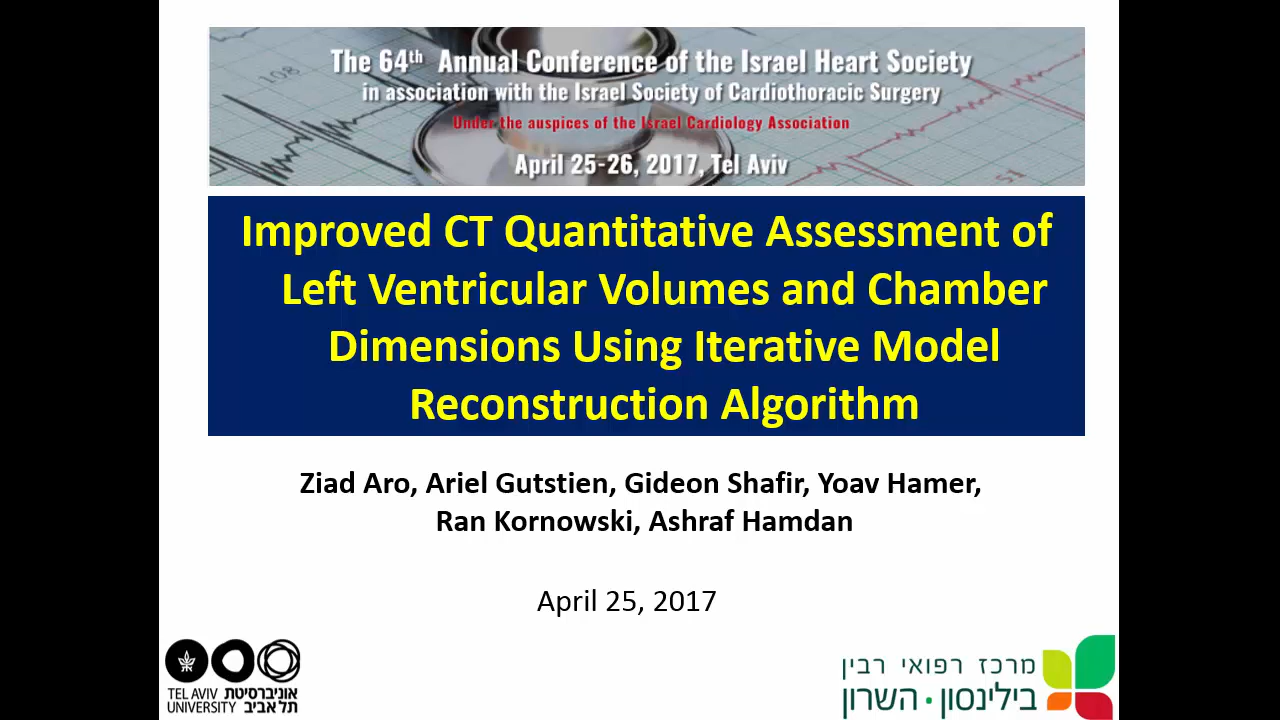 The 64th Annual Conference of the Israel Heart Society
in association with the Israel Society of Cardiothoracic Surgery
Under the auspices of the Israel Cardiology Association
April 25-26, 2017, Tel Aviv
108
51
Improved CT Quantitative Assessment of
Left Ventricular Volumes and Chamber
Dimensions Using Iterative Model
Reconstruction Algorithm
Ziad Aro, Ariel Gutstien, Gideon Shafir, Yoav Hamer,
Ran Kornowski, Ashraf Hamdan
April 25, 2017
TEL AVIV אוניברסיטת
UNIVERSITY תל אביב
מרכז רפואי רבין
בילינסון · השרון